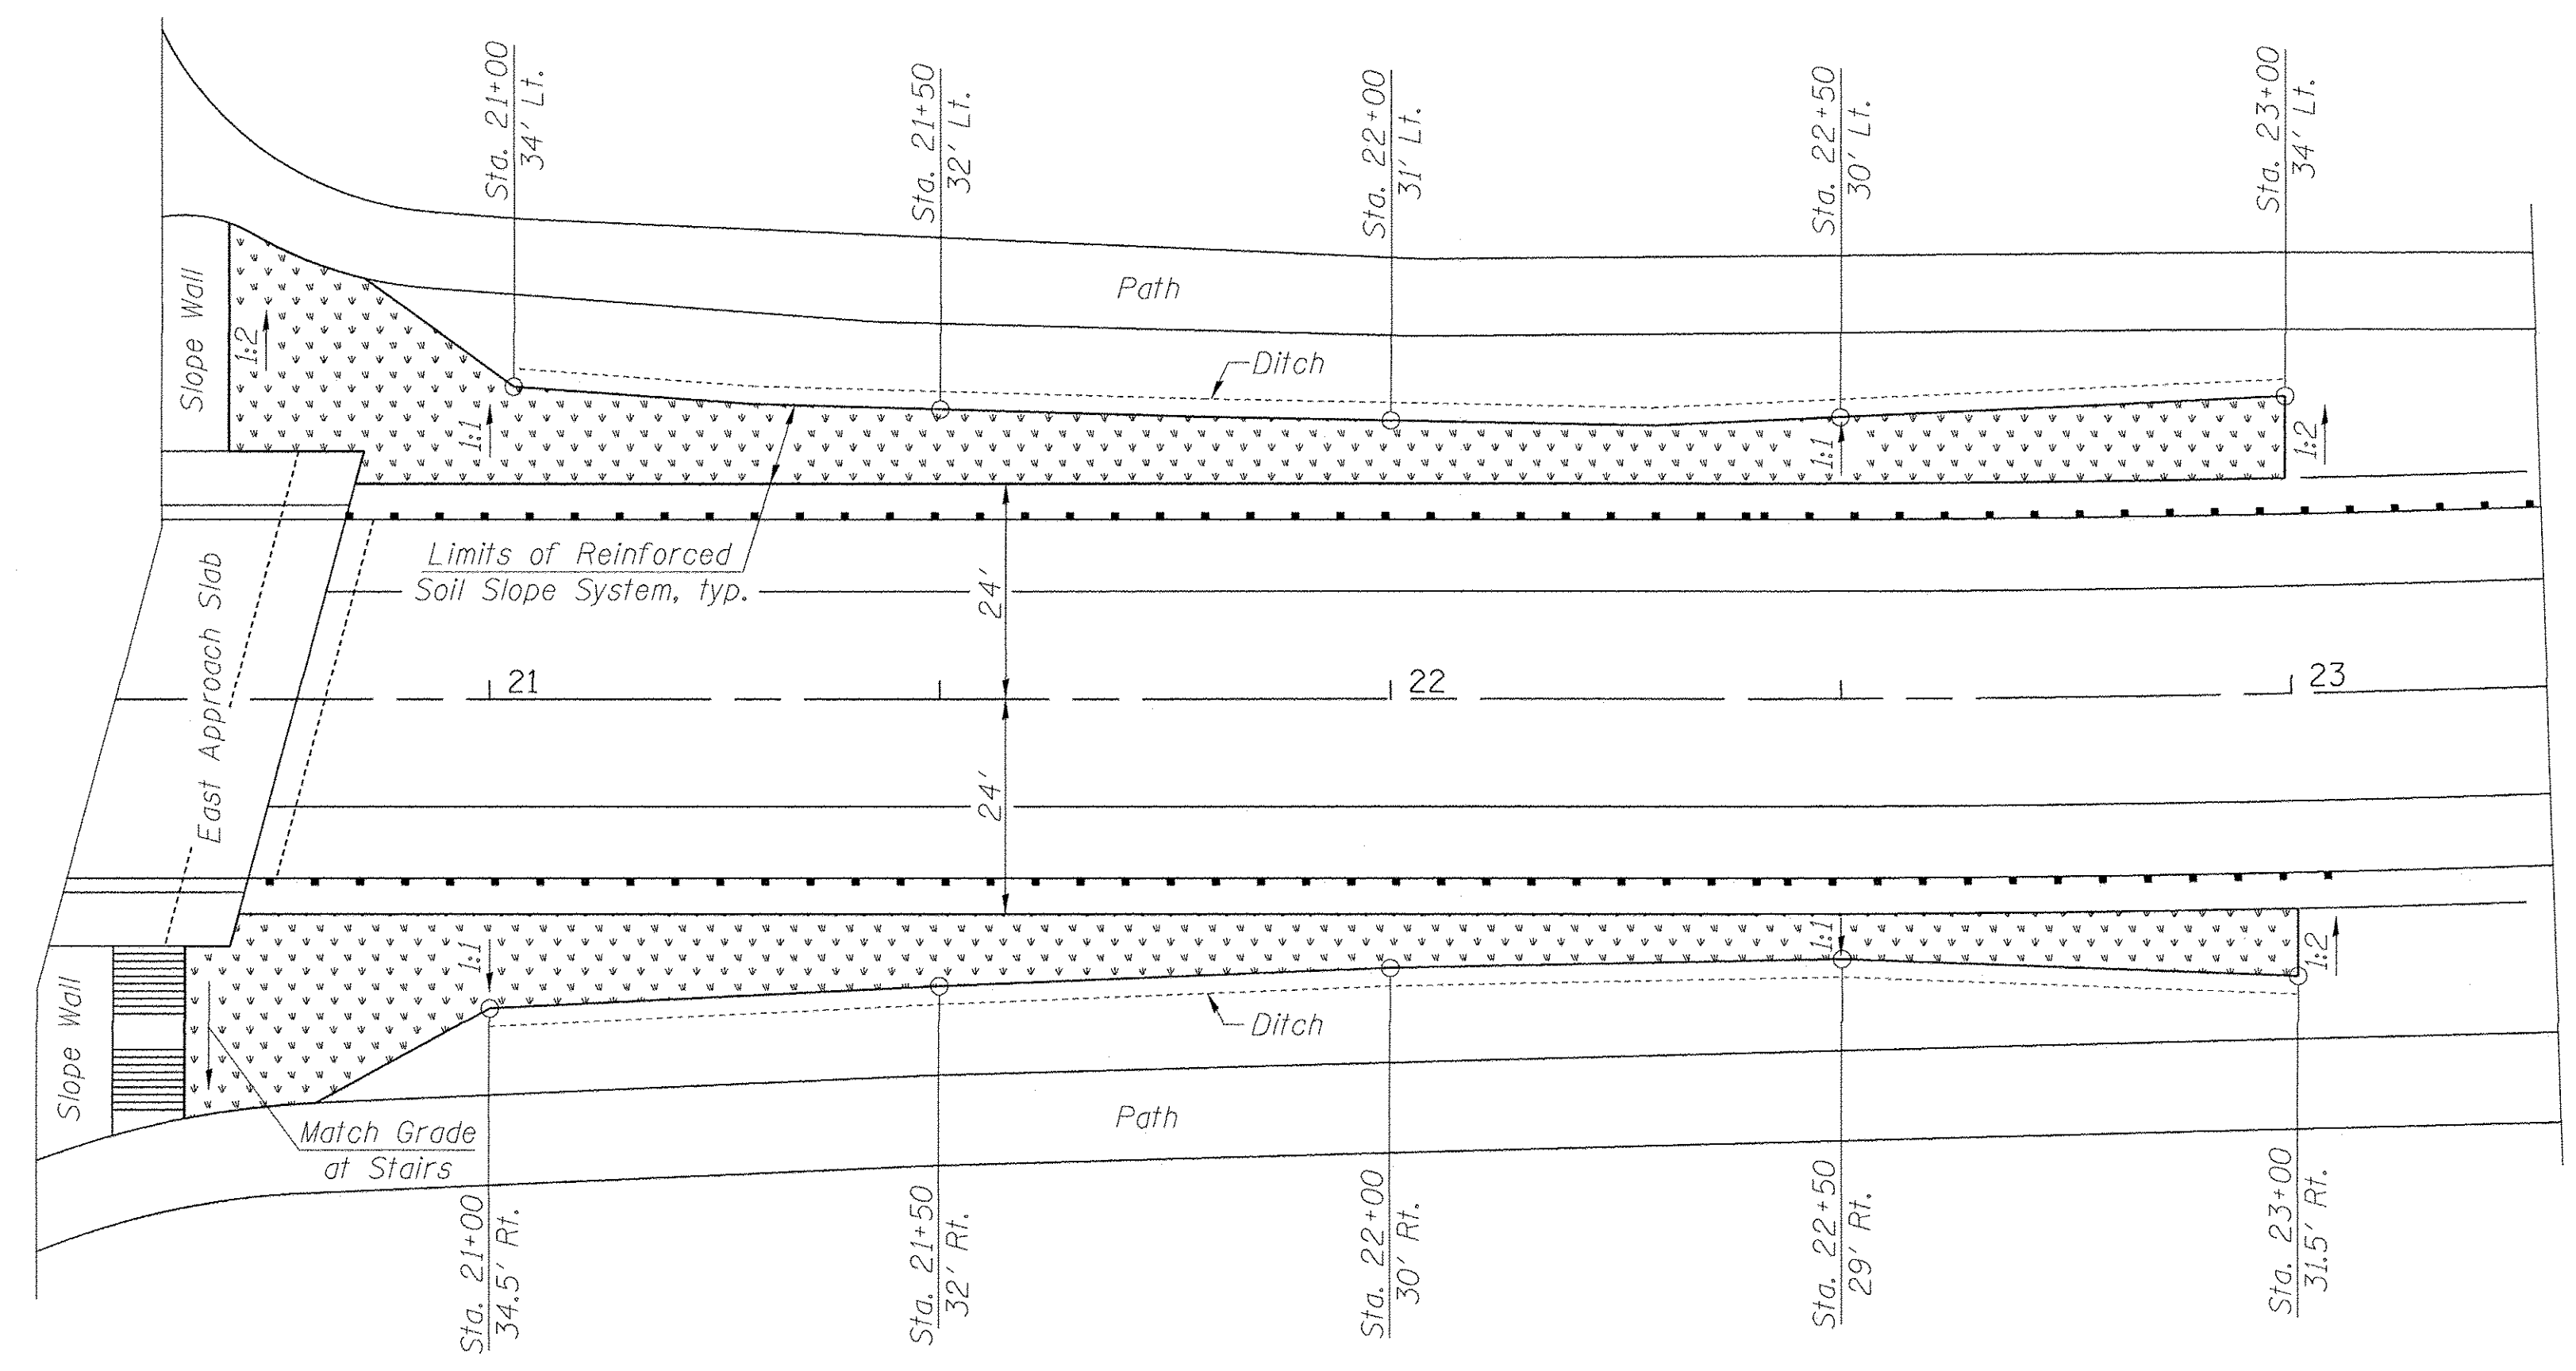 Sta. 21+00
34' Lt.
Sta. 21+50
32' Lt.
Sta. 22+00
31' Lt.
Sta. 22+50
30' Lt.
Sta. 23+00
34' Lt.
Path
Slope Wall
1:2
Ditch
1:1
1:1
1:2
Limits of Reinforced
Soil Slope System, typ.
East Approach Slab
24'
21
22
23
24'
1:1
1:1
1:2
Slope Wall
Ditch
Path
Match Grade
at Stairs
Sta. 21+00
34.5' Rt.
Sta. 21+50
32' Rt.
Sta. 22+00
30' Rt.
Sta. 22+50
29' Rt.
Sta. 23+00
31.5' Rt.